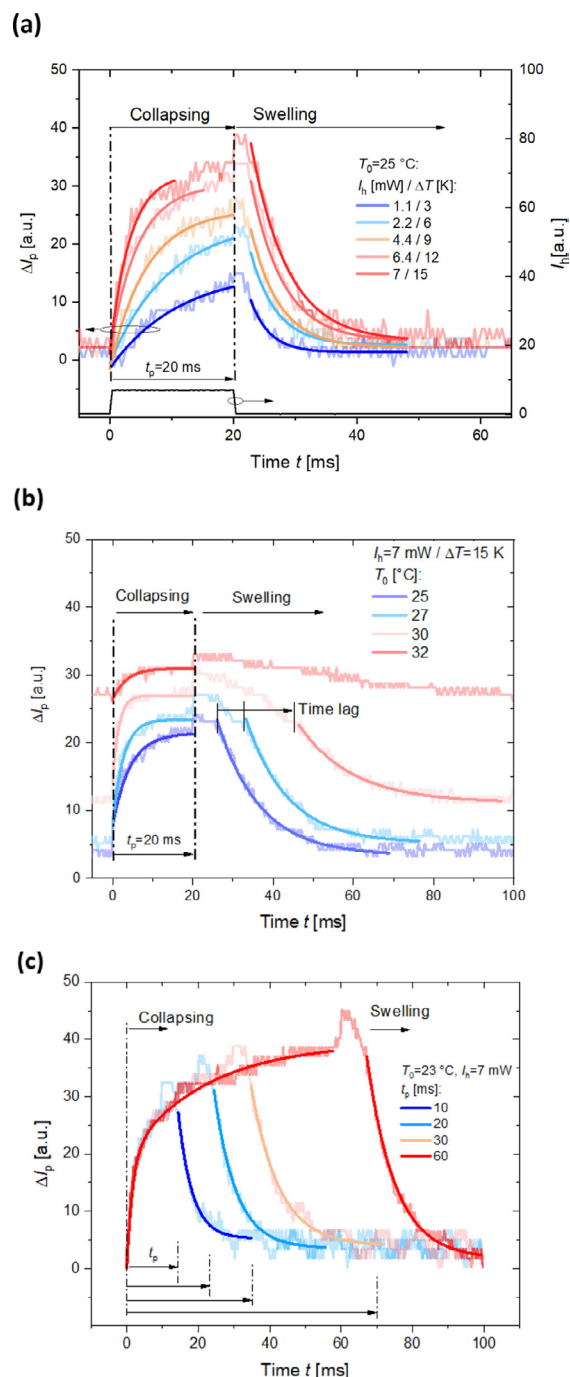 (a)
50
40
30
20
10
0
ΔIp [a.u.]
100
80
60
40
20
0
Ih [a.u.]
Collapsing
Swelling
T0=25 °C
Ih [mW] / ΔT [K]:
1.1 / 3
2.2 / 6
4.4 / 9
6.4 / 12
7 / 15
tp=20 ms
0 20 40 60
Time t [ms]
(b)
50
40
30
20
10
0
ΔIp [a.u.]
Ih=7 mW / ΔT=15 K
T0 [°C]:
25
27
30
32
Collapsing
Swelling
Time lag
tp=20 ms
0 20 40 60 80 100
Time t [ms]
(c)
50
40
30
20
10
0
ΔIp [a.u.]
Collapsing
Swelling
T0=23 °C, Ih=7 mW
tp [ms]:
10
20
30
60
tp
0 20 40 60 80 100
Time t [ms]